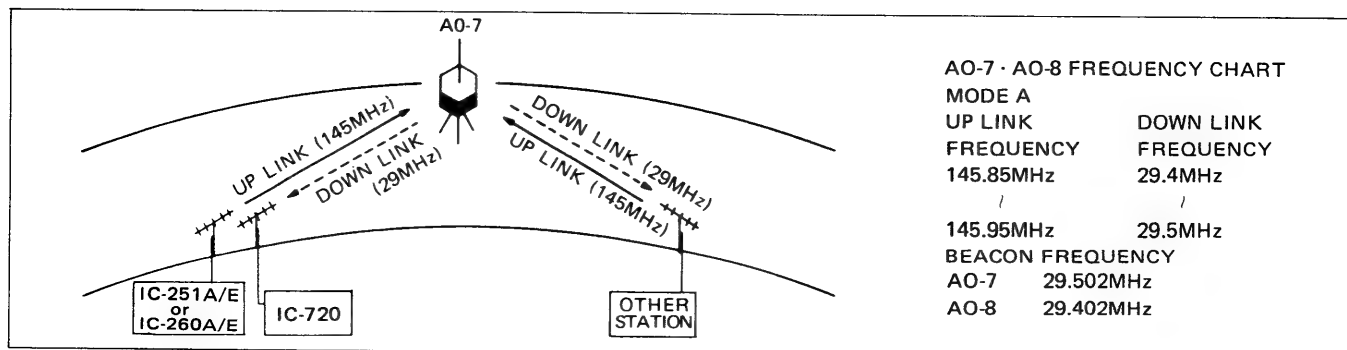 AO-7
UP LINK (145MHz)
DOWN LINK
(29MHz)
DOWN LINK (29MHz)
UP LINK (145MHz)
IC-251A/E
or
IC-260A/E
IC-720
OTHER
STATION
AO-7 · AO-8 FREQUENCY CHART
MODE A
UP LINK DOWN LINK
FREQUENCY FREQUENCY
145.85MHz 29.4MHz
~ ~
145.95MHz 29.5MHz
BEACON FREQUENCY
AO-7 29.502MHz
AO-8 29.402MHz